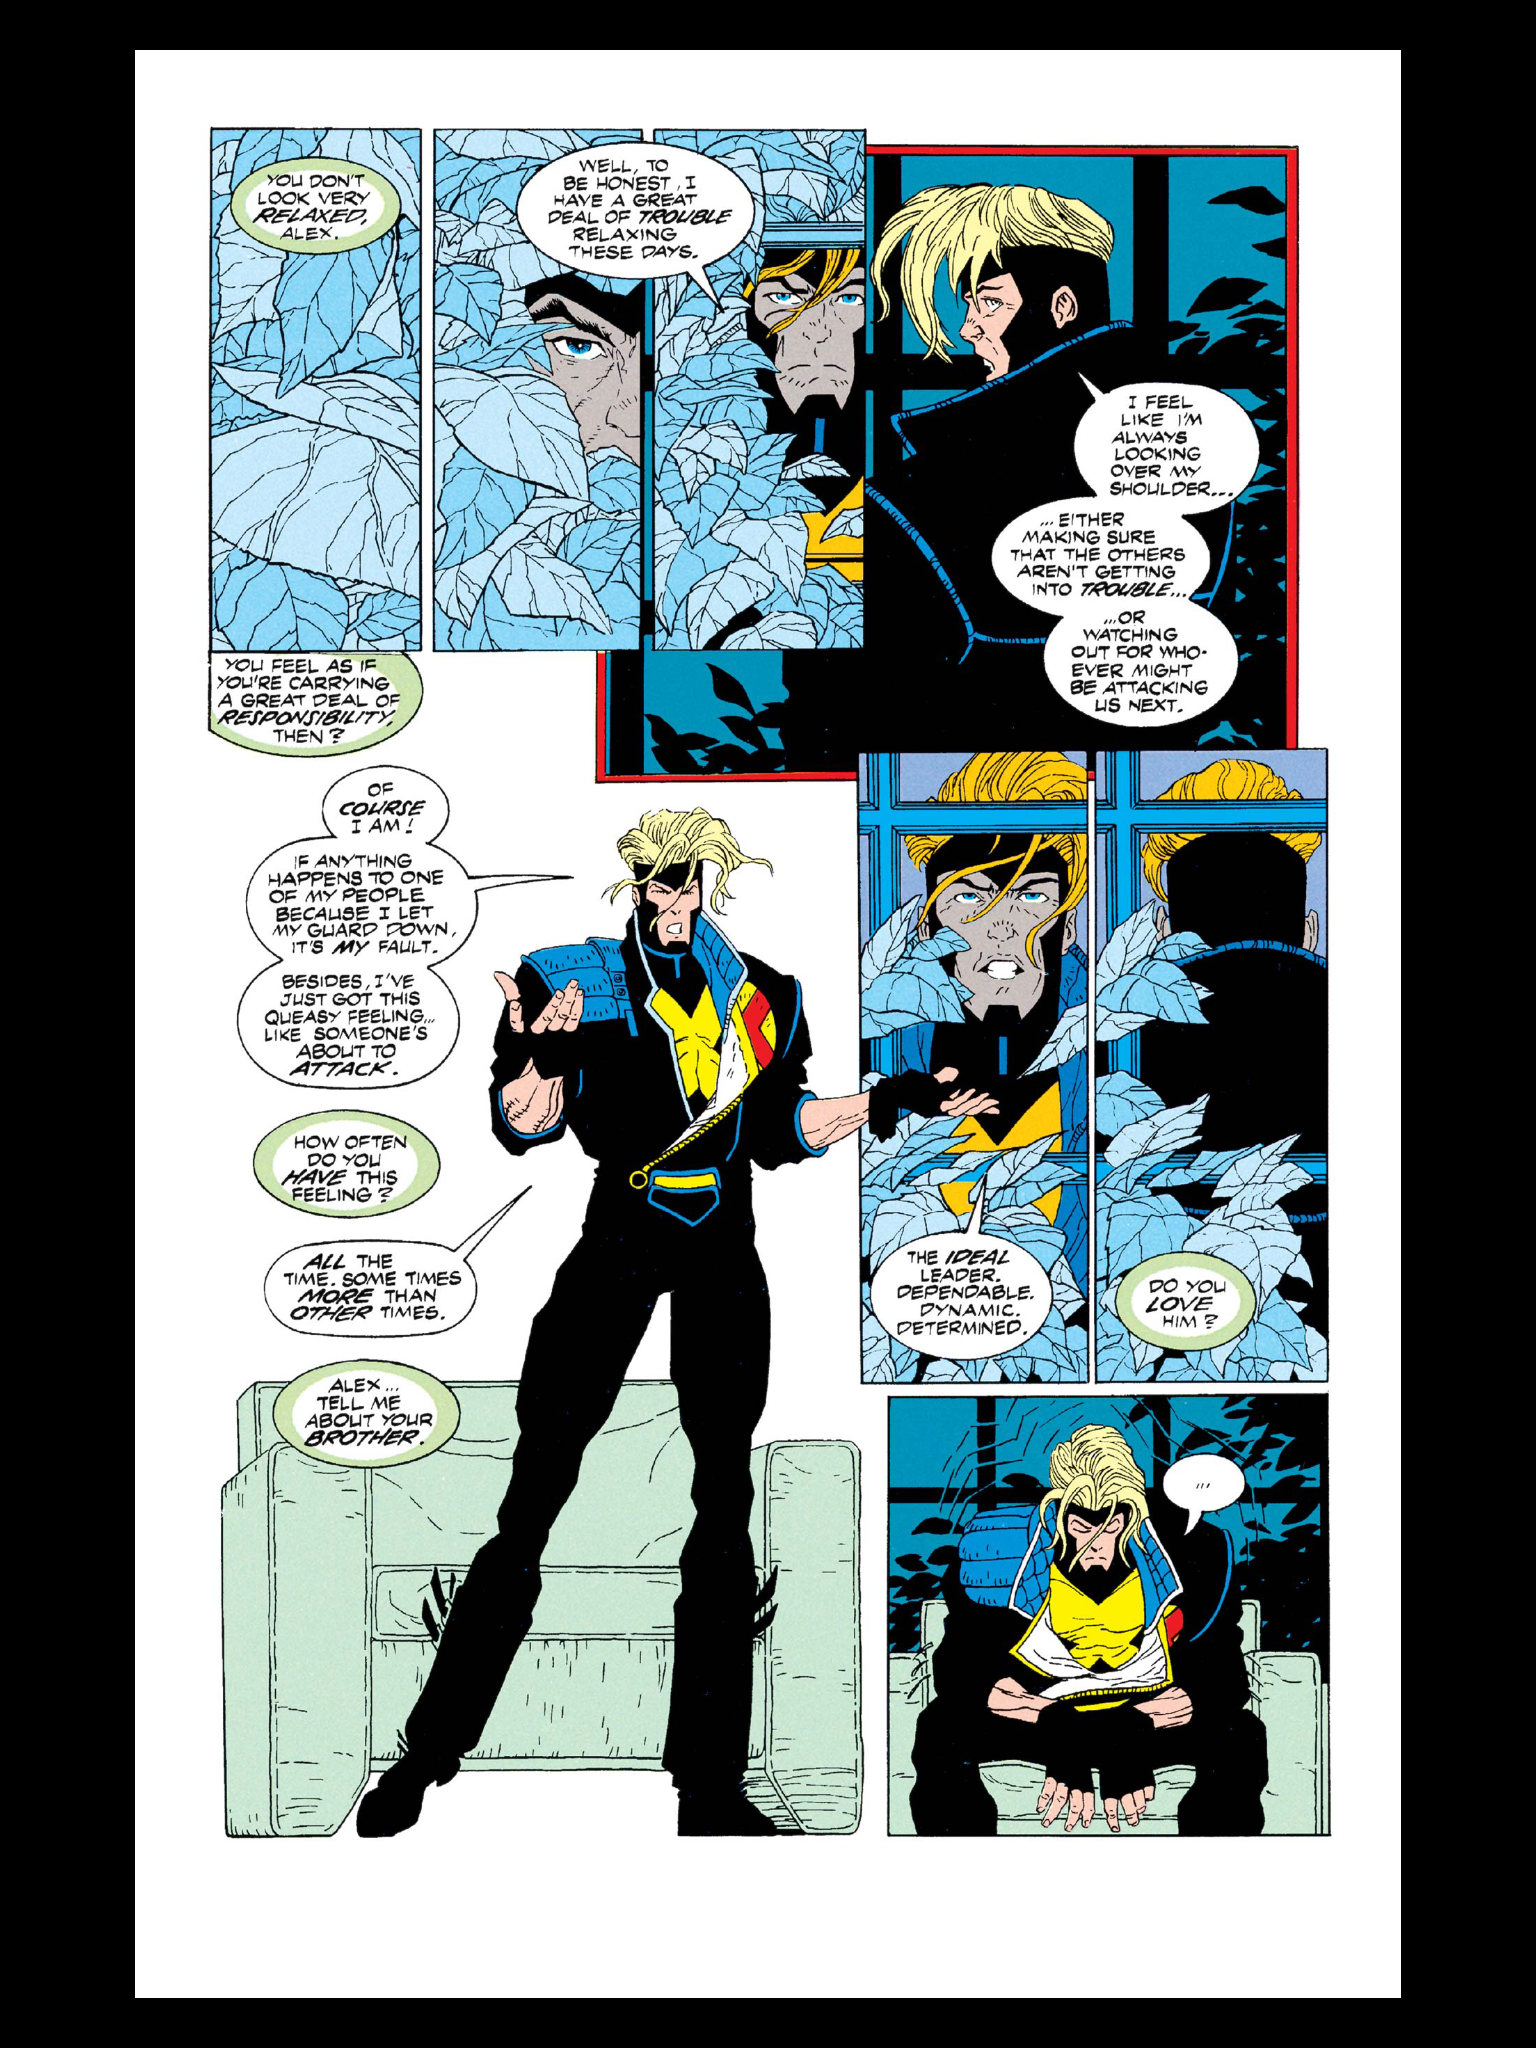 YOU DON'T
LOOK VERY
RELAXED,
ALEX.
WELL, TO
BE HONEST, I
HAVE A GREAT
DEAL OF TROUBLE
RELAXING
THESE DAYS.
I FEEL
LIKE I'M
ALWAYS
LOOKING
OVER MY
SHOULDER...
...EITHER
MAKING SURE
THAT THE OTHERS
AREN'T GETTING
INTO TROUBLE...
...OR
WATCHING
OUT FOR WHO-
EVER MIGHT
BE ATTACKING
US NEXT.
YOU FEEL AS IF
YOU'RE CARRYING
A GREAT DEAL OF
RESPONSIBILITY,
THEN?
OF
COURSE
I AM!
IF ANYTHING
HAPPENS TO ONE
OF MY PEOPLE
BECAUSE I LET
MY GUARD DOWN,
IT'S MY FAULT.
BESIDES, I'VE
JUST GOT THIS
QUEASY FEELING...
LIKE SOMEONE'S
ABOUT TO
ATTACK.
HOW OFTEN
DO YOU
HAVE THIS
FEELING?
ALL THE
TIME. SOME TIMES
MORE THAN
OTHER TIMES.
ALEX...
TELL ME
ABOUT YOUR
BROTHER.
THE IDEAL
LEADER.
DEPENDABLE.
DYNAMIC.
DETERMINED.
DO YOU
LOVE
HIM?
...